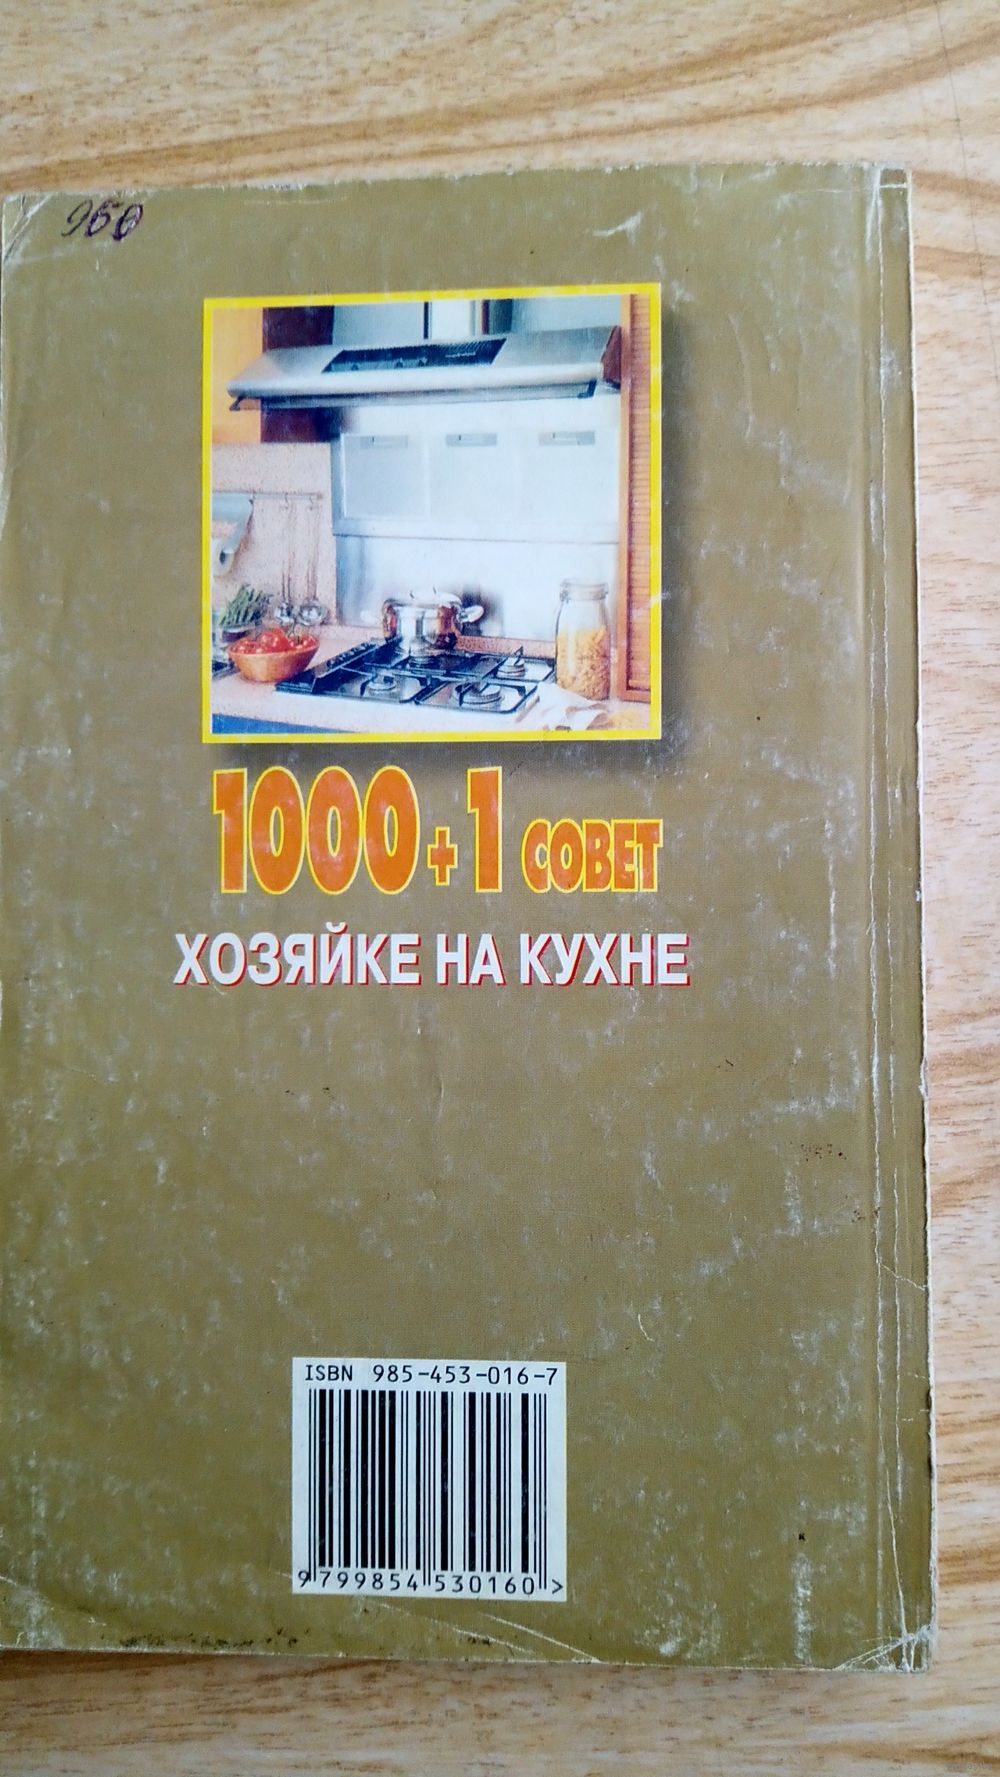 960
1000+1 СОВЕТ
ХОЗЯЙКЕ НА КУХНЕ
ISBN 985-453-016-7
9 799854 530160 >